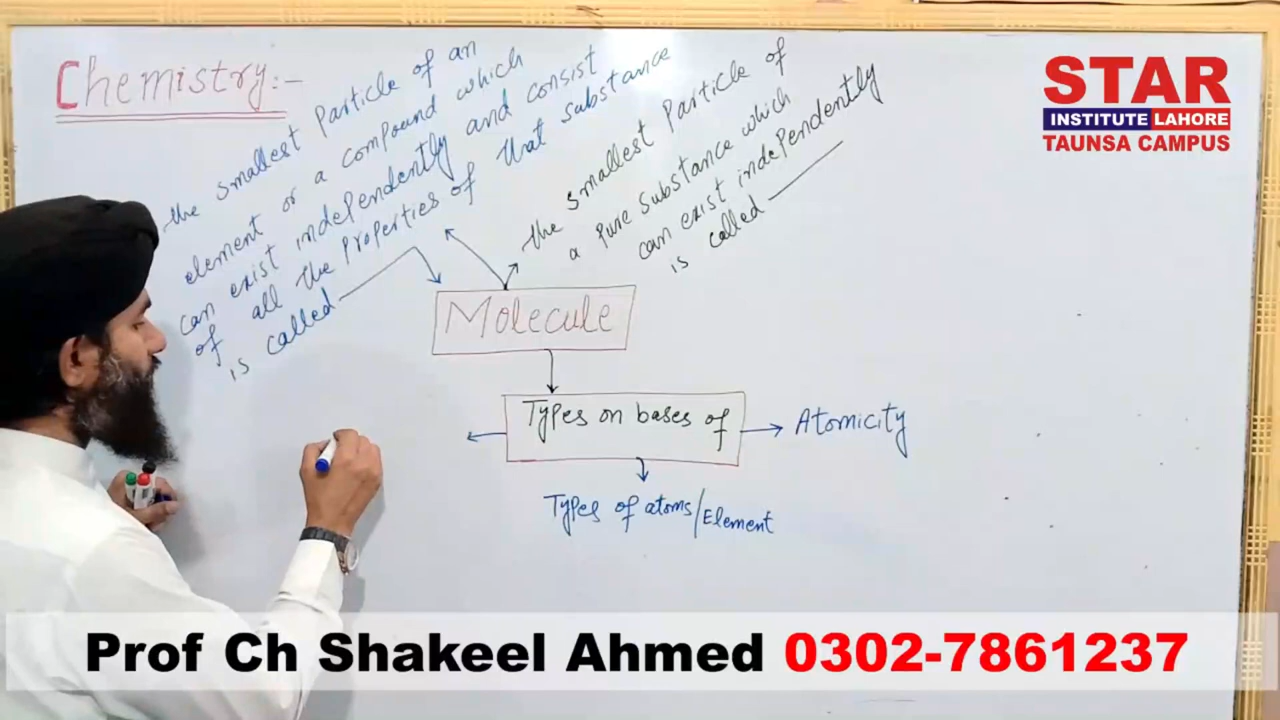 Chemistry:-
the smallest Particle of an
element or a compound which
can exist independently and consist
of all the Properties of that substance
is called
the smallest Particle of
a Pure Substance which
can exist independently
is called
Molecule
Types on bases of
Atomicity
Types of atoms/Element
STAR
INSTITUTE LAHORE
TAUNSA CAMPUS
Prof Ch Shakeel Ahmed 0302-7861237